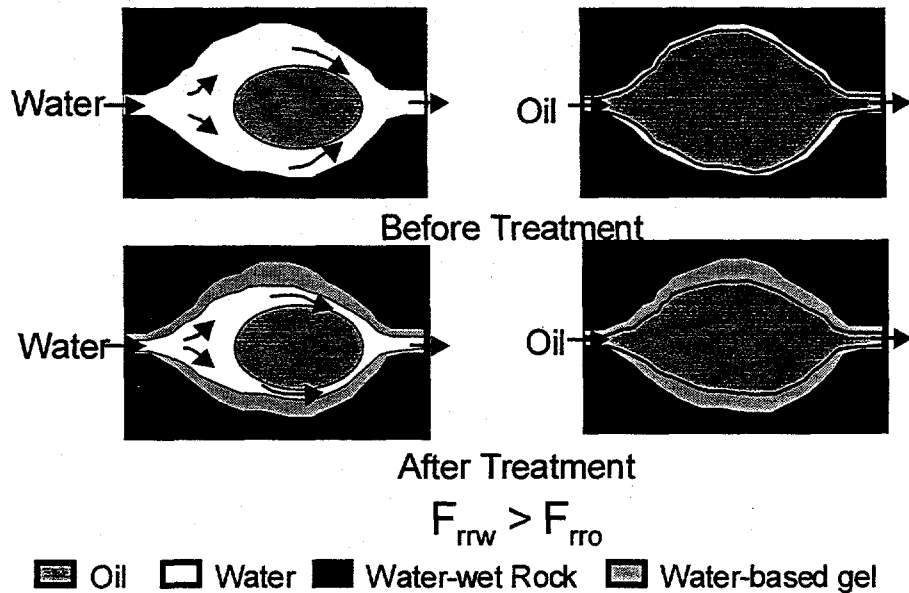 Water
Oil
Before Treatment
Water
Oil
After Treatment
F_rrw > F_rro
Oil Water Water-wet Rock Water-based gel